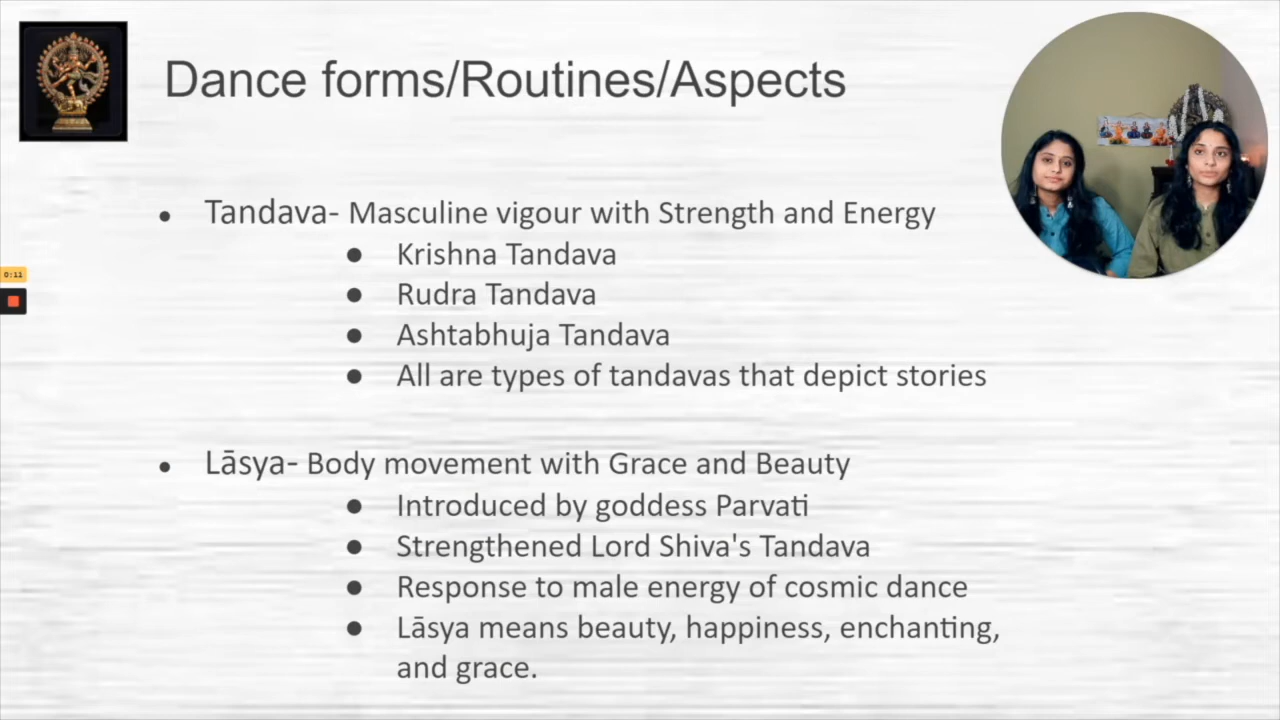 Dance forms/Routines/Aspects
● Tandava- Masculine vigour with Strength and Energy
● Krishna Tandava
● Rudra Tandava
● Ashtabhuja Tandava
● All are types of tandavas that depict stories
0:11
● Lāsya- Body movement with Grace and Beauty
● Introduced by goddess Parvati
● Strengthened Lord Shiva's Tandava
● Response to male energy of cosmic dance
● Lāsya means beauty, happiness, enchanting,
and grace.